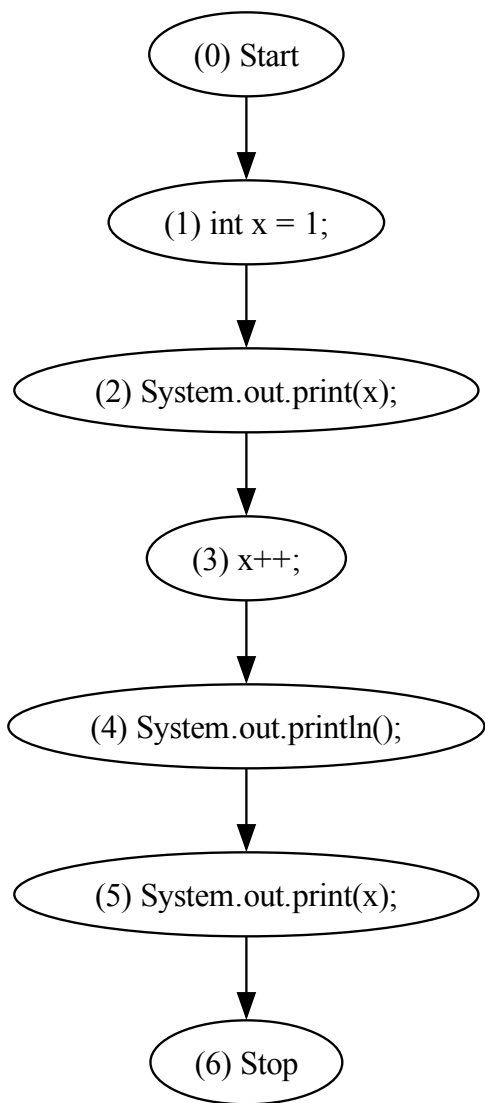 (0) Start
(1) int x = 1;
(2) System.out.print(x);
(3) x++;
(4) System.out.println();
(5) System.out.print(x);
(6) Stop